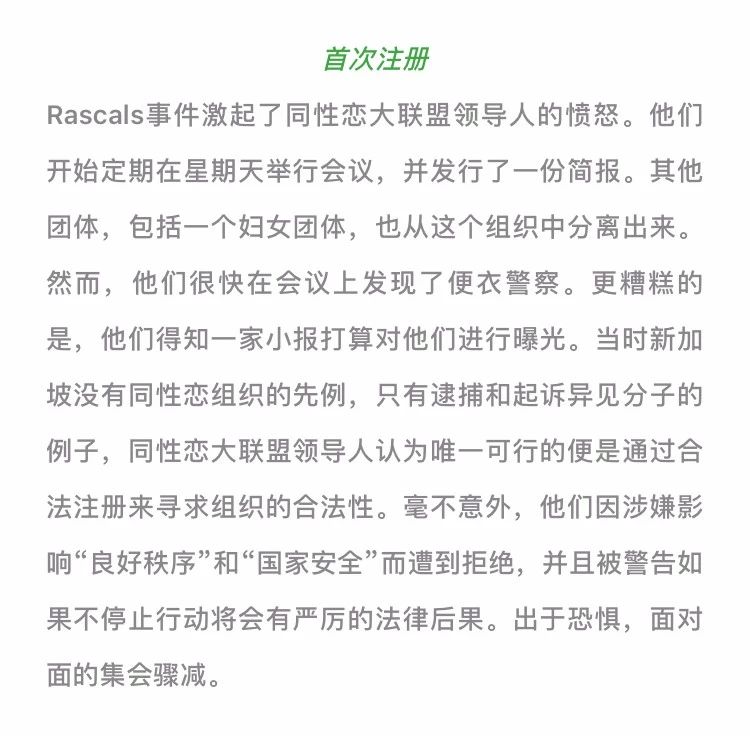 首次注册
Rascals事件激起了同性恋大联盟领导人的愤怒。他们
开始定期在星期天举行会议，并发行了一份简报。其他
团体，包括一个妇女团体，也从这个组织中分离出来。
然而，他们很快在会议上发现了便衣警察。更糟糕的
是，他们得知一家小报打算对他们进行曝光。当时新加
坡没有同性恋组织的先例，只有逮捕和起诉异见分子的
例子，同性恋大联盟领导人认为唯一可行的便是通过合
法注册来寻求组织的合法性。毫不意外，他们因涉嫌影
响“良好秩序”和“国家安全”而遭到拒绝，并且被警告如
果不停止行动将会有严厉的法律后果。出于恐惧，面对
面的集会骤减。